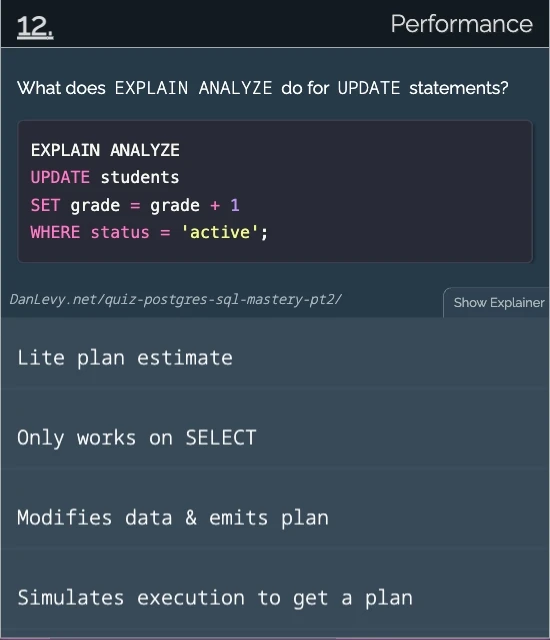 12.
Performance
What does EXPLAIN ANALYZE do for UPDATE statements?
EXPLAIN ANALYZE
UPDATE students
SET grade = grade + 1
WHERE status = 'active';
DanLevy.net/quiz-postgres-sql-mastery-pt2/
Show Explainer
Lite plan estimate
Only works on SELECT
Modifies data & emits plan
Simulates execution to get a plan